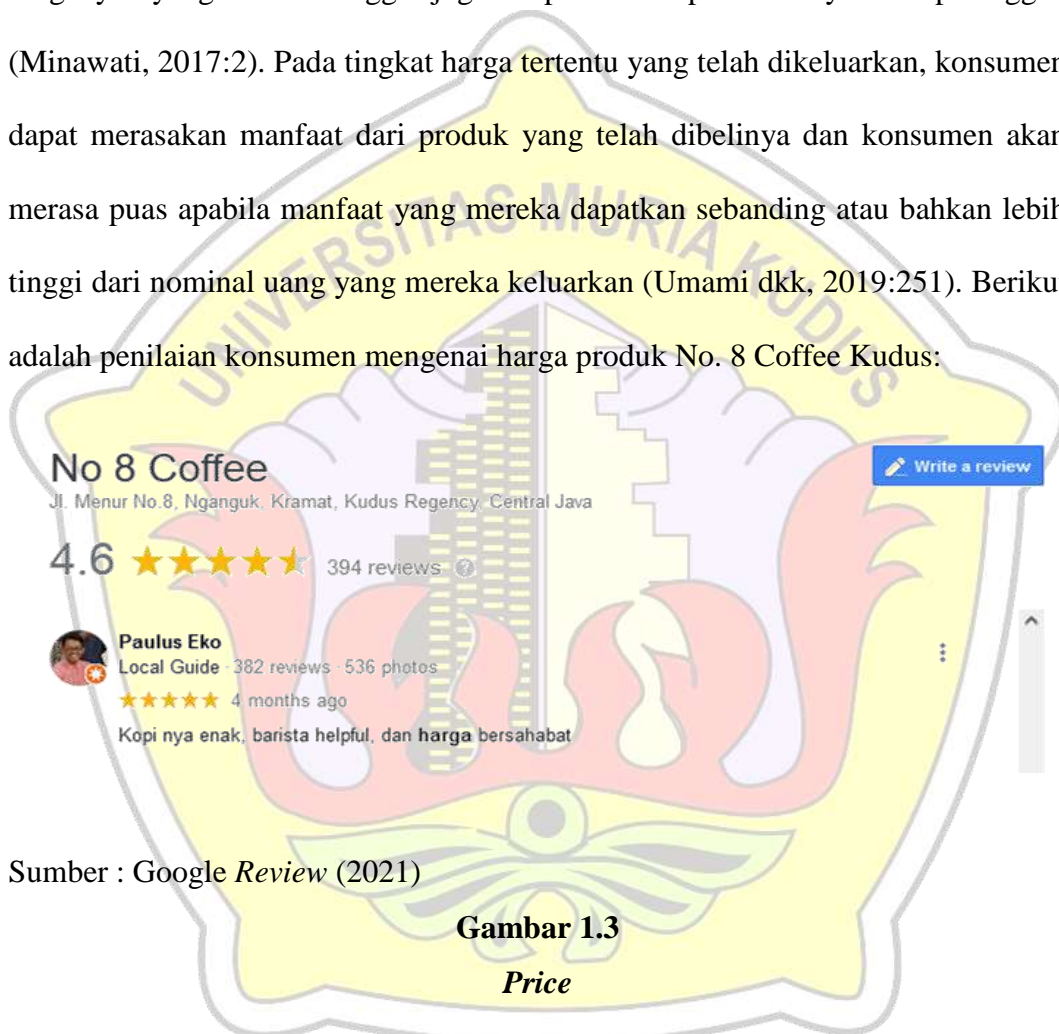 (Minawati, 2017:2). Pada tingkat harga tertentu yang telah dikeluarkan, konsumen
dapat merasakan manfaat dari produk yang telah dibelinya dan konsumen akan
merasa puas apabila manfaat yang mereka dapatkan sebanding atau bahkan lebih
tinggi dari nominal uang yang mereka keluarkan (Umami dkk, 2019:251). Beriku
adalah penilaian konsumen mengenai harga produk No. 8 Coffee Kudus:
UNIVERSITAS MURIA KUDUS
No 8 Coffee
Write a review
Jl. Menur No.8, Nganguk, Kramat, Kudus Regency, Central Java
4.6 394 reviews
Paulus Eko
Local Guide · 382 reviews · 536 photos
4 months ago
Kopi nya enak, barista helpful, dan harga bersahabat
Sumber : Google Review (2021)
Gambar 1.3
Price